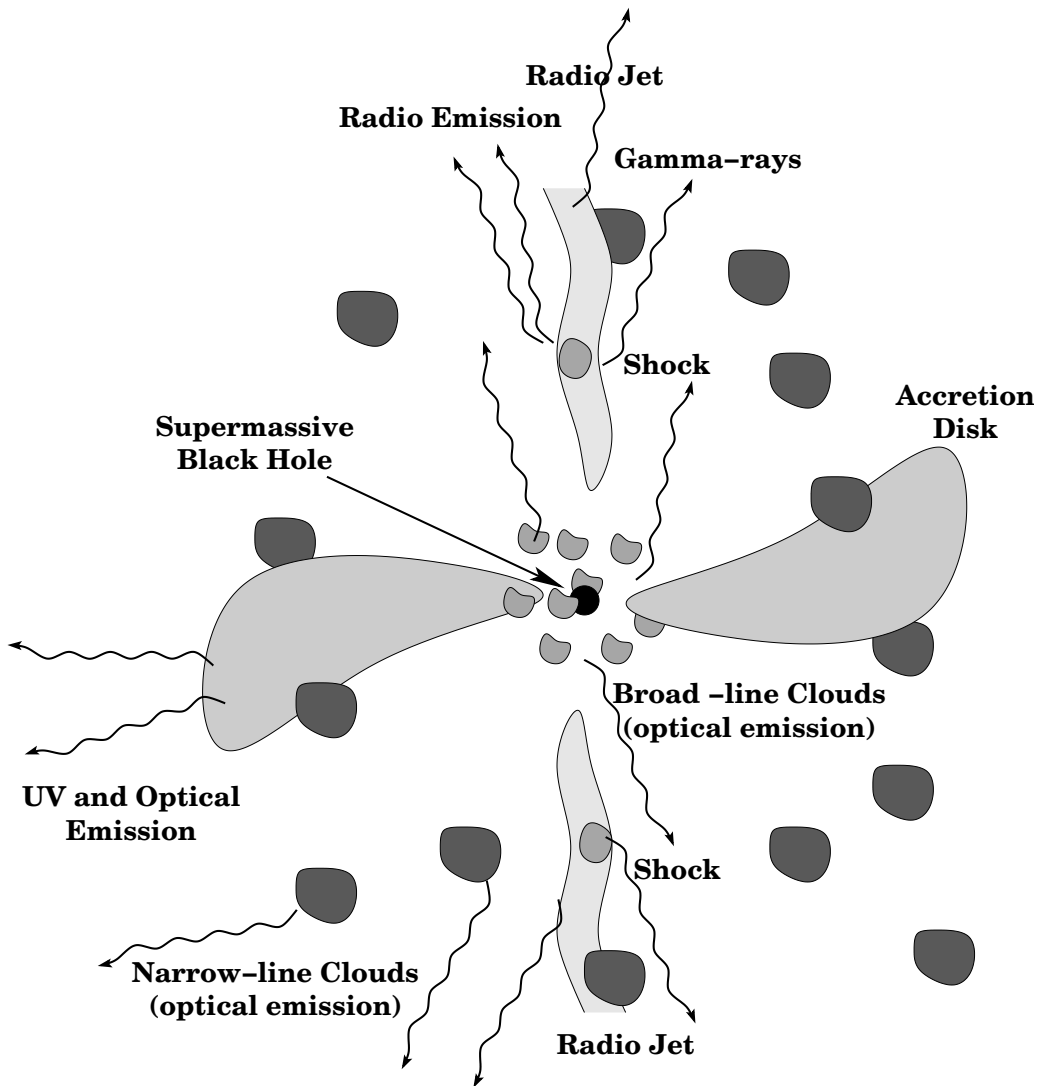 Radio Jet
Radio Emission
Gamma–rays
Shock
Accretion
Disk
Supermassive
Black Hole
Broad –line Clouds
(optical emission)
UV and Optical
Emission
Shock
Narrow–line Clouds
(optical emission)
Radio Jet